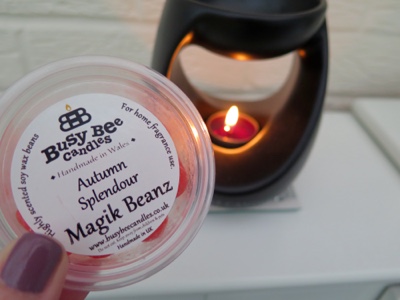 BB
Busy Bee
Candles
• Handmade in Wales •
Autumn
Splendour
Magik Beanz
www.busybeecandles.co.uk
Handmade in UK
Highly scented soy wax beans
For home fragrance use.